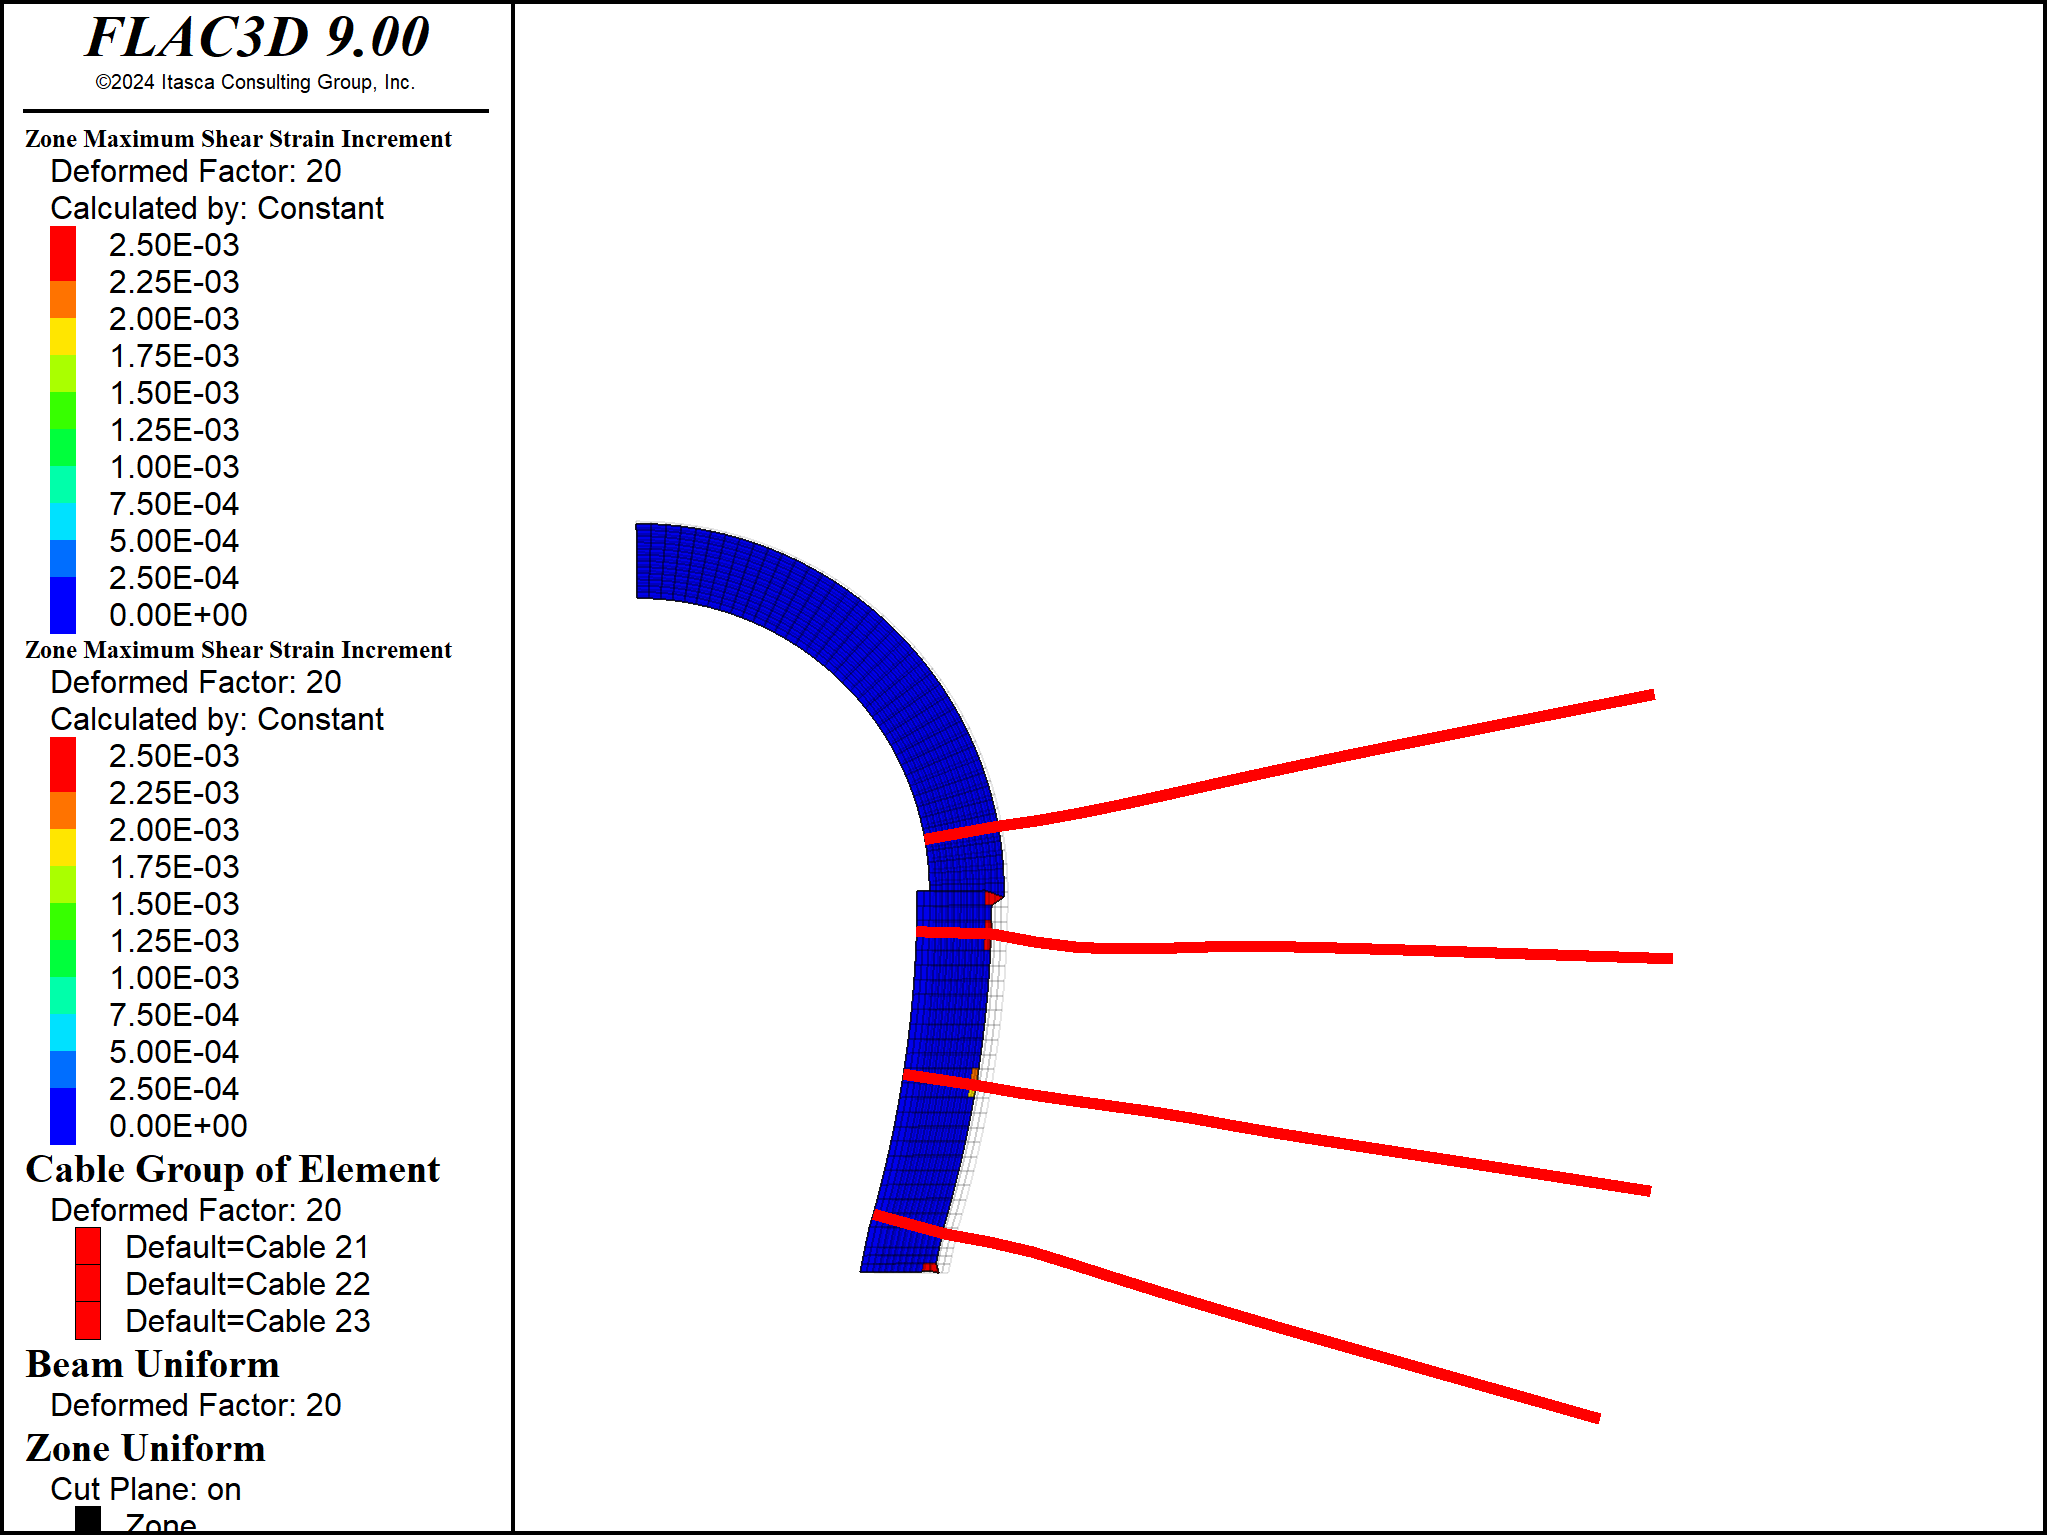 FLAC3D 9.00
©2024 Itasca Consulting Group, Inc.
Zone Maximum Shear Strain Increment
Deformed Factor: 20
Calculated by: Constant
2.50E-03
2.25E-03
2.00E-03
1.75E-03
1.50E-03
1.25E-03
1.00E-03
7.50E-04
5.00E-04
2.50E-04
0.00E+00
Zone Maximum Shear Strain Increment
Deformed Factor: 20
Calculated by: Constant
2.50E-03
2.25E-03
2.00E-03
1.75E-03
1.50E-03
1.25E-03
1.00E-03
7.50E-04
5.00E-04
2.50E-04
0.00E+00
Cable Group of Element
Deformed Factor: 20
Default=Cable 21
Default=Cable 22
Default=Cable 23
Beam Uniform
Deformed Factor: 20
Zone Uniform
Cut Plane: on
Zone